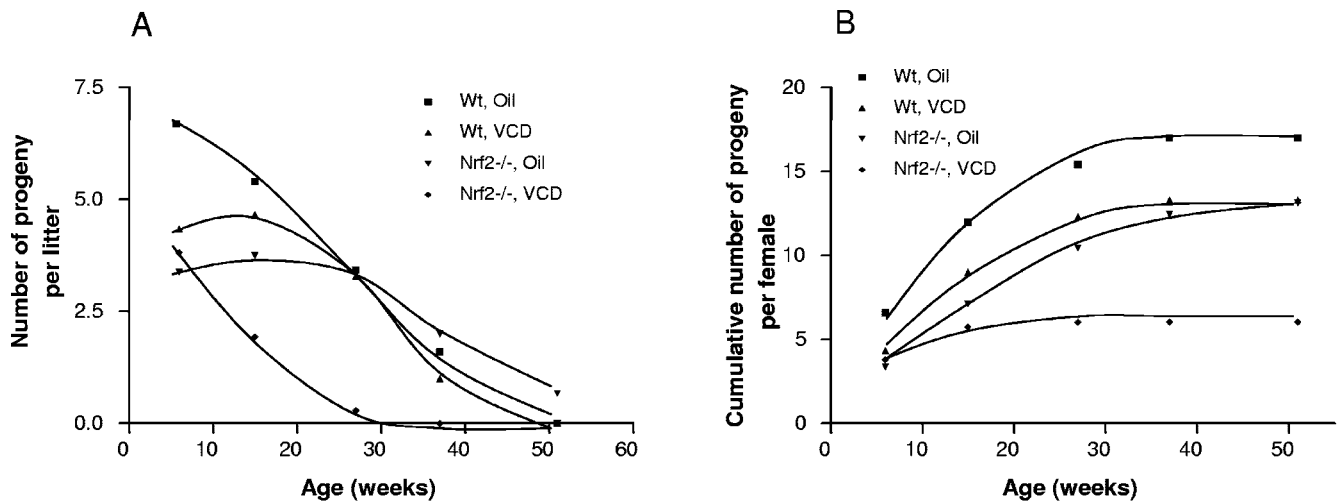 A
Number of progeny
per litter
7.5
5.0
2.5
0.0
0 10 20 30 40 50 60
Age (weeks)
Wt, Oil
Wt, VCD
Nrf2-/-, Oil
Nrf2-/-, VCD
B
Cumulative number of progeny
per female
20
15
10
5
0
0 10 20 30 40 50
Age (weeks)
Wt, Oil
Wt, VCD
Nrf2-/-, Oil
Nrf2-/-, VCD